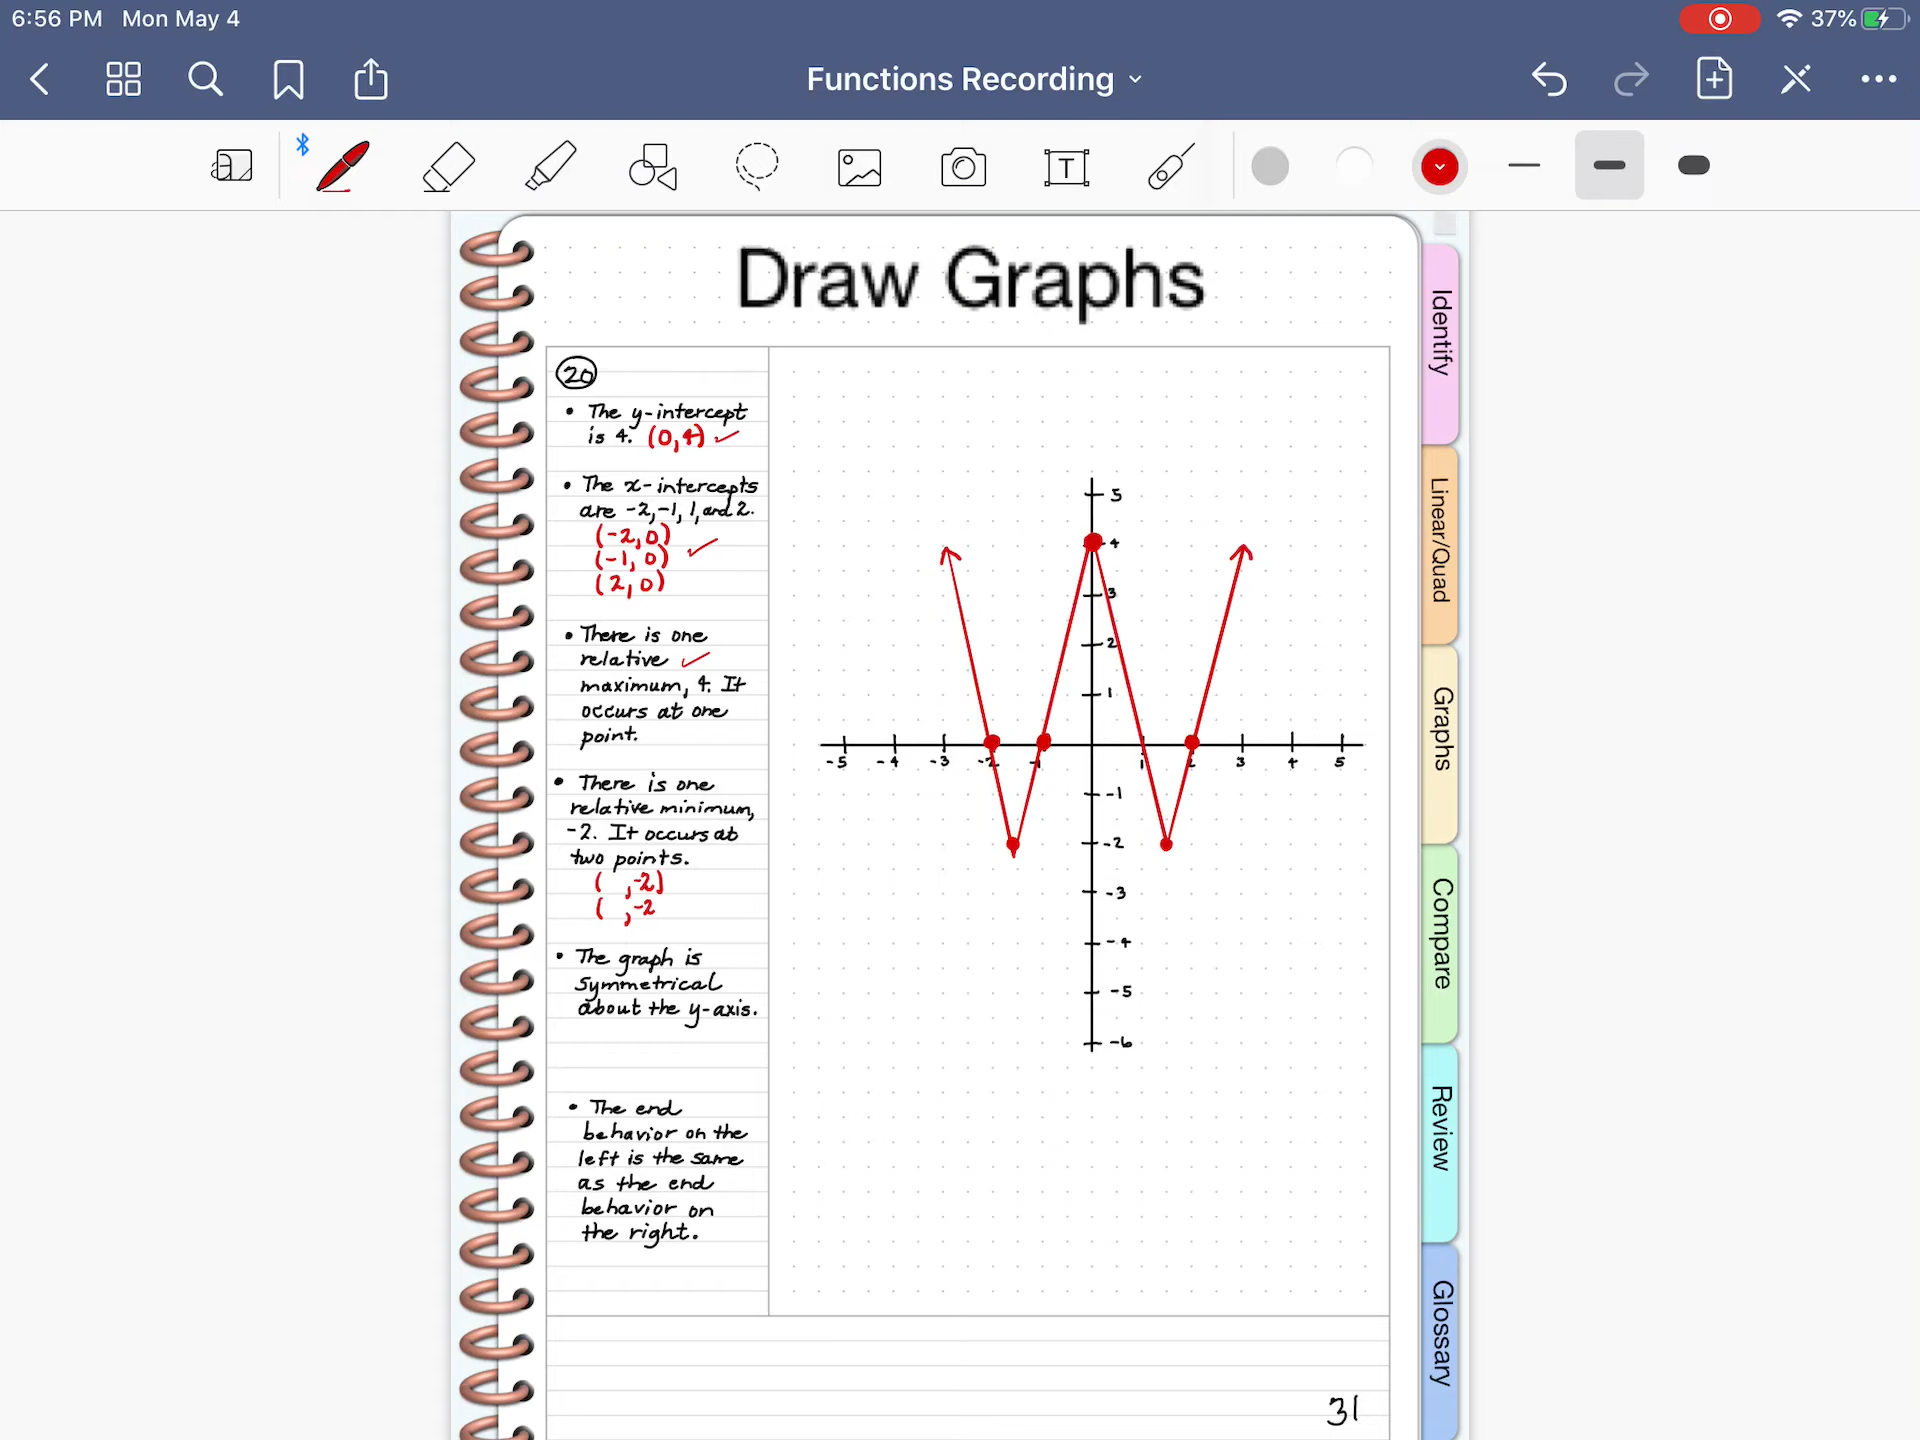 6:56 PM Mon May 4
37%
Functions Recording
T
Draw Graphs
20
• The y-intercept
is 4. (0,4) ✓
• The x-intercepts
are -2,-1, 1, and 2.
(-2,0)
(-1, 0) ✓
(2,0)
• There is one
relative ✓
maximum, 4. It
occurs at one
point.
• There is one
relative minimum,
-2. It occurs at
two points.
( ,-2)
( ,-2
• The graph is
symmetrical
about the y-axis.
• The end
behavior on the
left is the same
as the end
behavior on
the right.
5
4
3
2
1
-5 -4 -3 -2 -1 1 2 3 4 5
-1
-2
-3
-4
-5
-6
31
Identify
Linear/Quad
Graphs
Compare
Review
Glossary